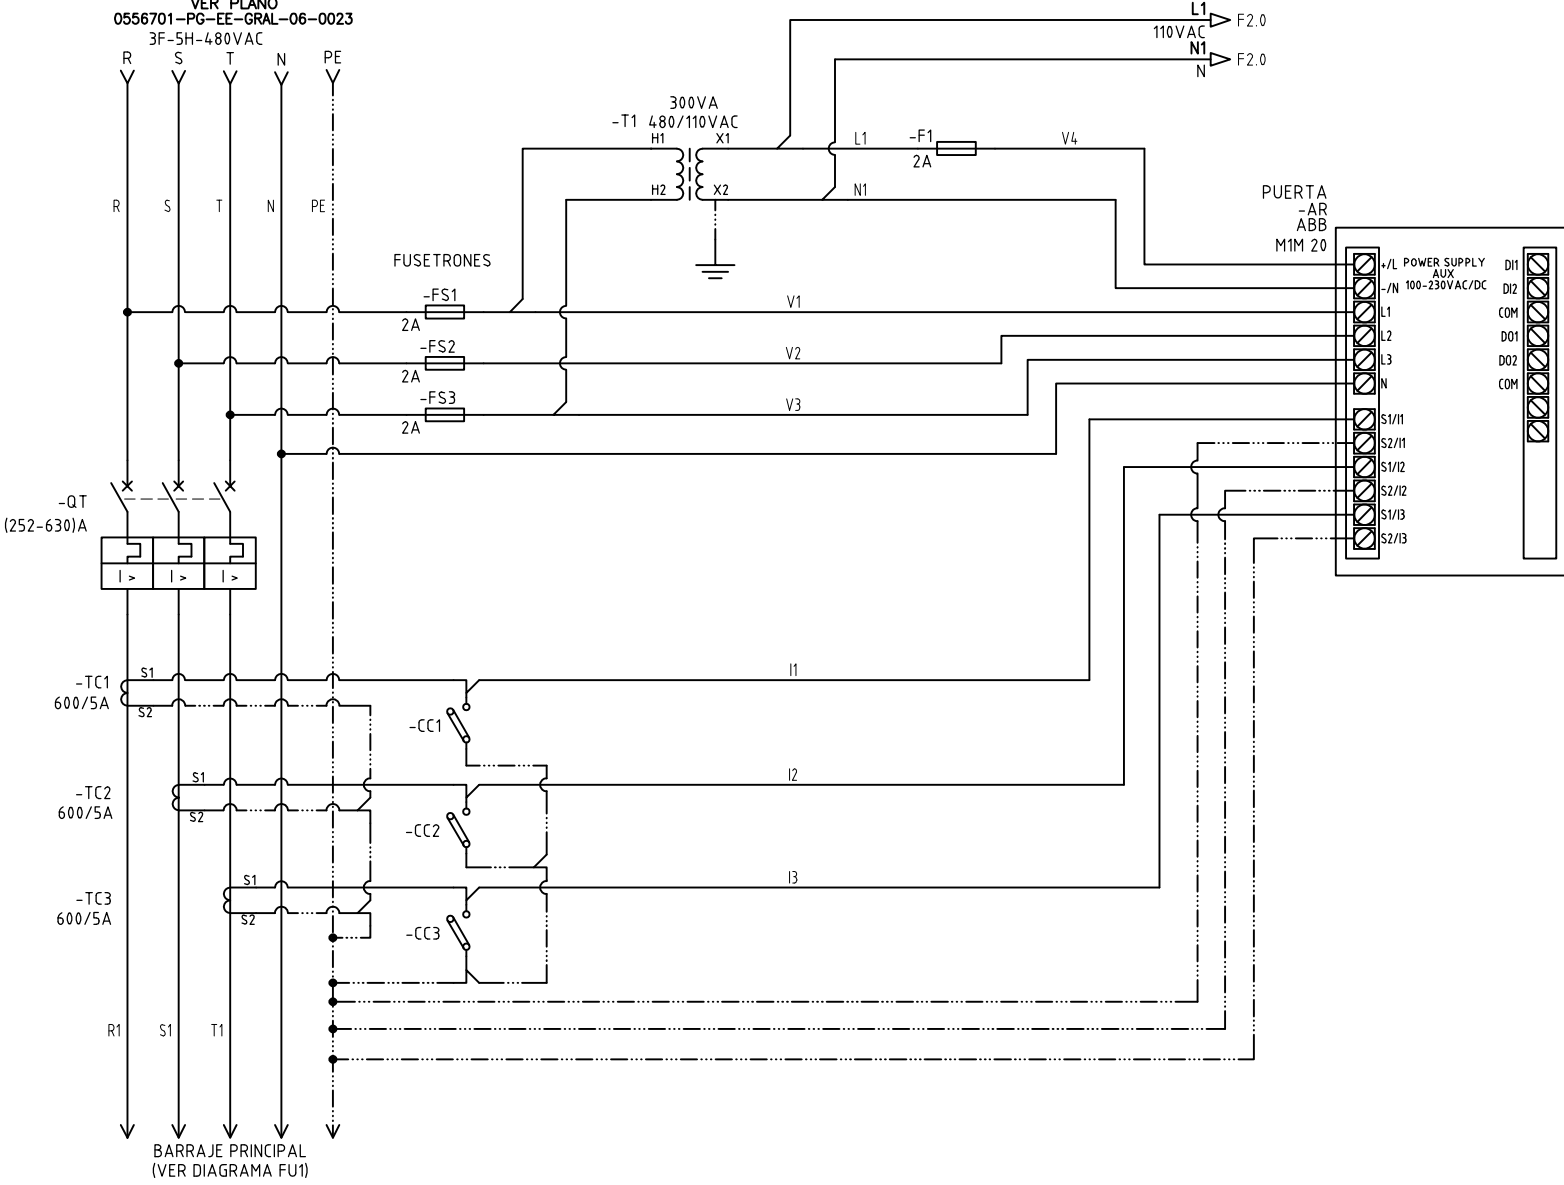 VER PLANO
0556701-PG-EE-GRAL-06-0023
3F-5H-480VAC
R S T N PE
L1
110VAC
F2.0
N1
N
F2.0
300VA
-T1 480/110VAC
H1 X1
H2 X2
L1
-F1
2A
V4
N1
R S T N PE
FUSETRONES
-FS1
2A
V1
-FS2
2A
V2
-FS3
2A
V3
PUERTA
-AR
ABB
M1M 20
+/L POWER SUPPLY
AUX
-/N 100-230VAC/DC
L1
L2
L3
N
S1/I1
S2/I1
S1/I2
S2/I2
S1/I3
S2/I3
DI1
DI2
COM
DO1
DO2
COM
-QT
(252-630)A
I > I > I >
-TC1
600/5A
S1
S2
-CC1
I1
-TC2
600/5A
S1
S2
-CC2
I2
-TC3
600/5A
S1
S2
-CC3
I3
R1 S1 T1
BARRAJE PRINCIPAL
(VER DIAGRAMA FU1)